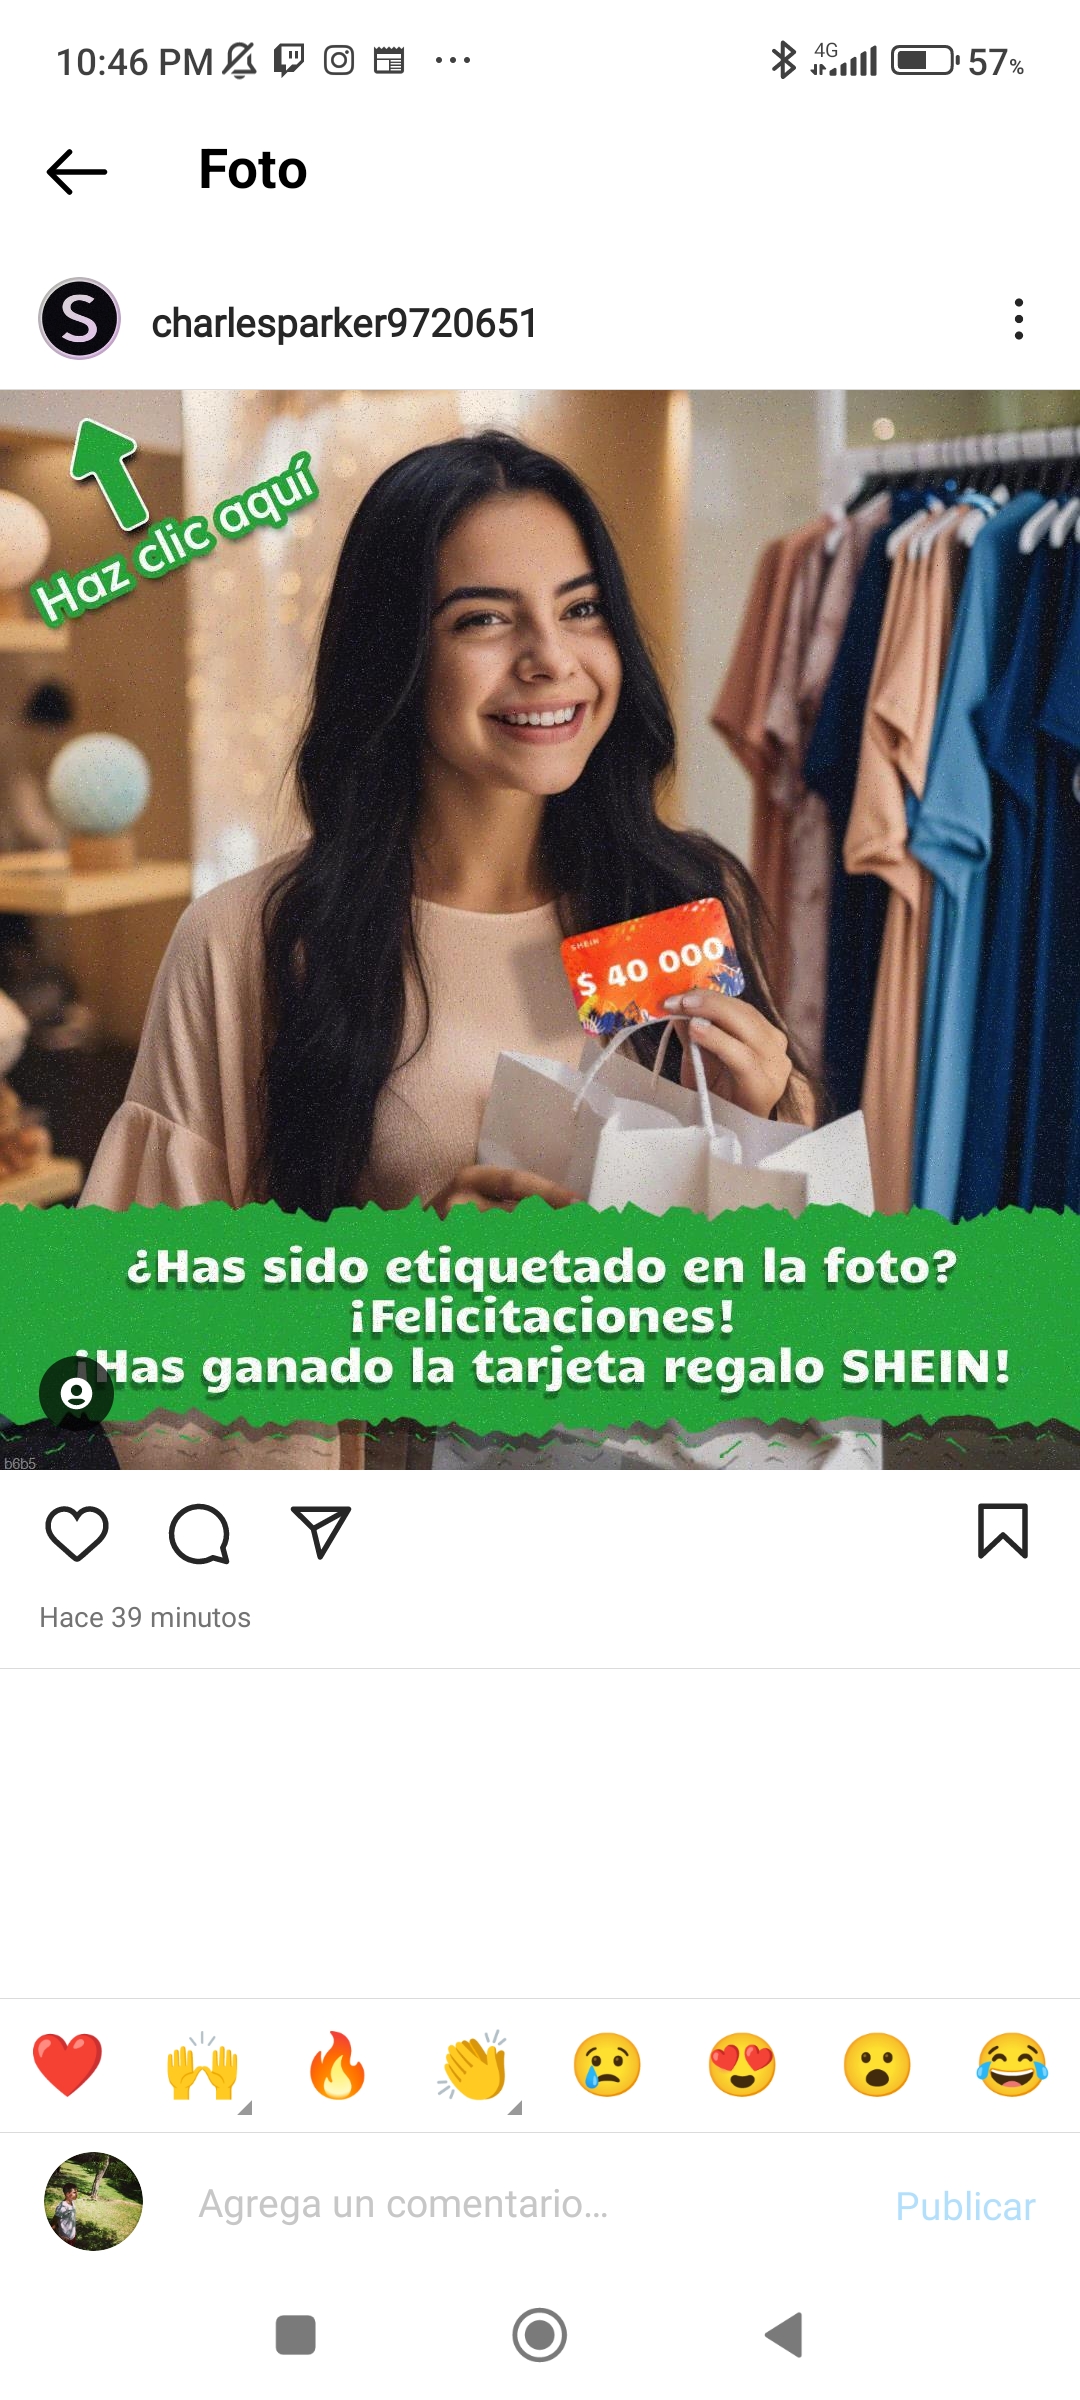 10:46 PM
4G
57%
Foto
S
charlesparker9720651
Haz clic aquí
SHEIN
$ 40 000
¿Has sido etiquetado en la foto?
¡Felicitaciones!
¡Has ganado la tarjeta regalo SHEIN!
b6b5
Hace 39 minutos
Agrega un comentario...
Publicar